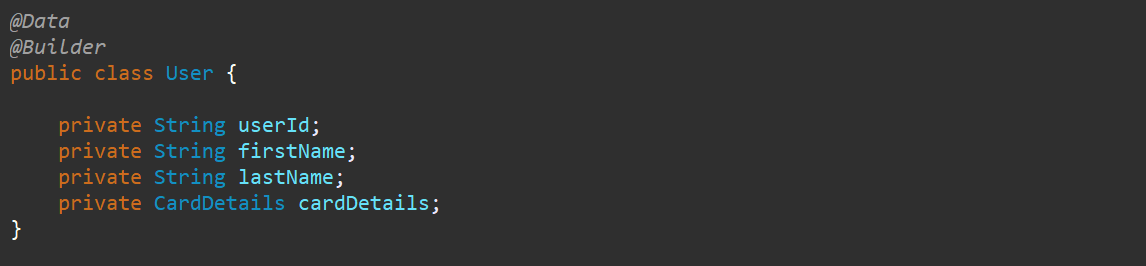 @Data
@Builder
public class User {
    private String userId;
    private String firstName;
    private String lastName;
    private CardDetails cardDetails;
}